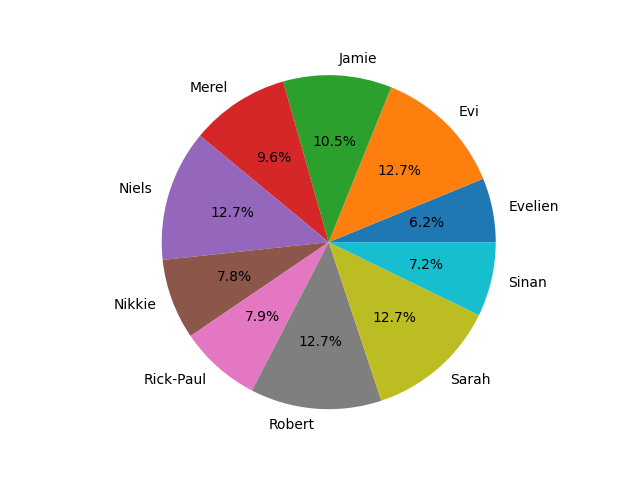 Jamie
Merel
Evi
10.5%
9.6%
12.7%
Niels
12.7%
Evelien
6.2%
7.2%
Nikkie
7.8%
Sinan
7.9%
12.7%
12.7%
Rick-Paul
Sarah
Robert